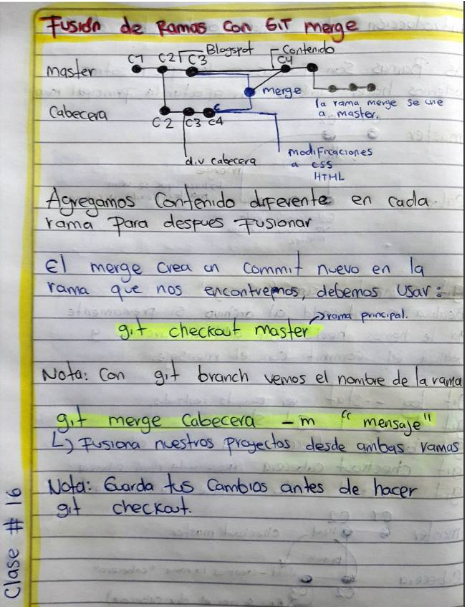 Fusión de Ramas con GIT merge
Blogspot
Contenido
Master
C1 C2 C3 C4
merge
la rama merge se une
a master.
Cabecera
C2 C3 C4
div cabecera
modificaciones
a CSS
HTML
Agregamos Contenido diferente en cada
rama Para despues Fusionar
El merge crea un commit nuevo en la
rama que nos encontremos, debemos usar:
git checkout master
rama principal.
Nota: Con git branch vemos el nombre de la rama
git merge Cabecera -m "mensaje"
Fusiona nuestros proyectos desde ambas ramas
Nota: Guarda tus Cambios antes de hacer
git checkout.
Clase # 16